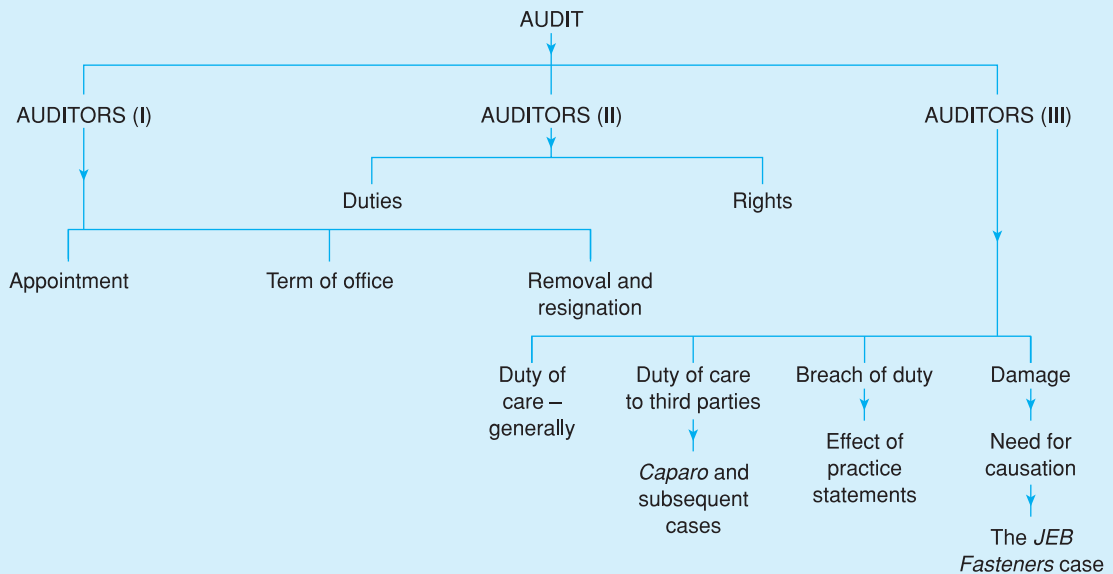 AUDIT
AUDITORS (I)
AUDITORS (II)
AUDITORS (III)
Duties
Rights
Appointment
Term of office
Removal and
resignation
Duty of
care –
generally
Duty of care
to third parties
Breach of duty
Damage
Caparo and
subsequent
cases
Effect of
practice
statements
Need for
causation
The JEB
Fasteners case